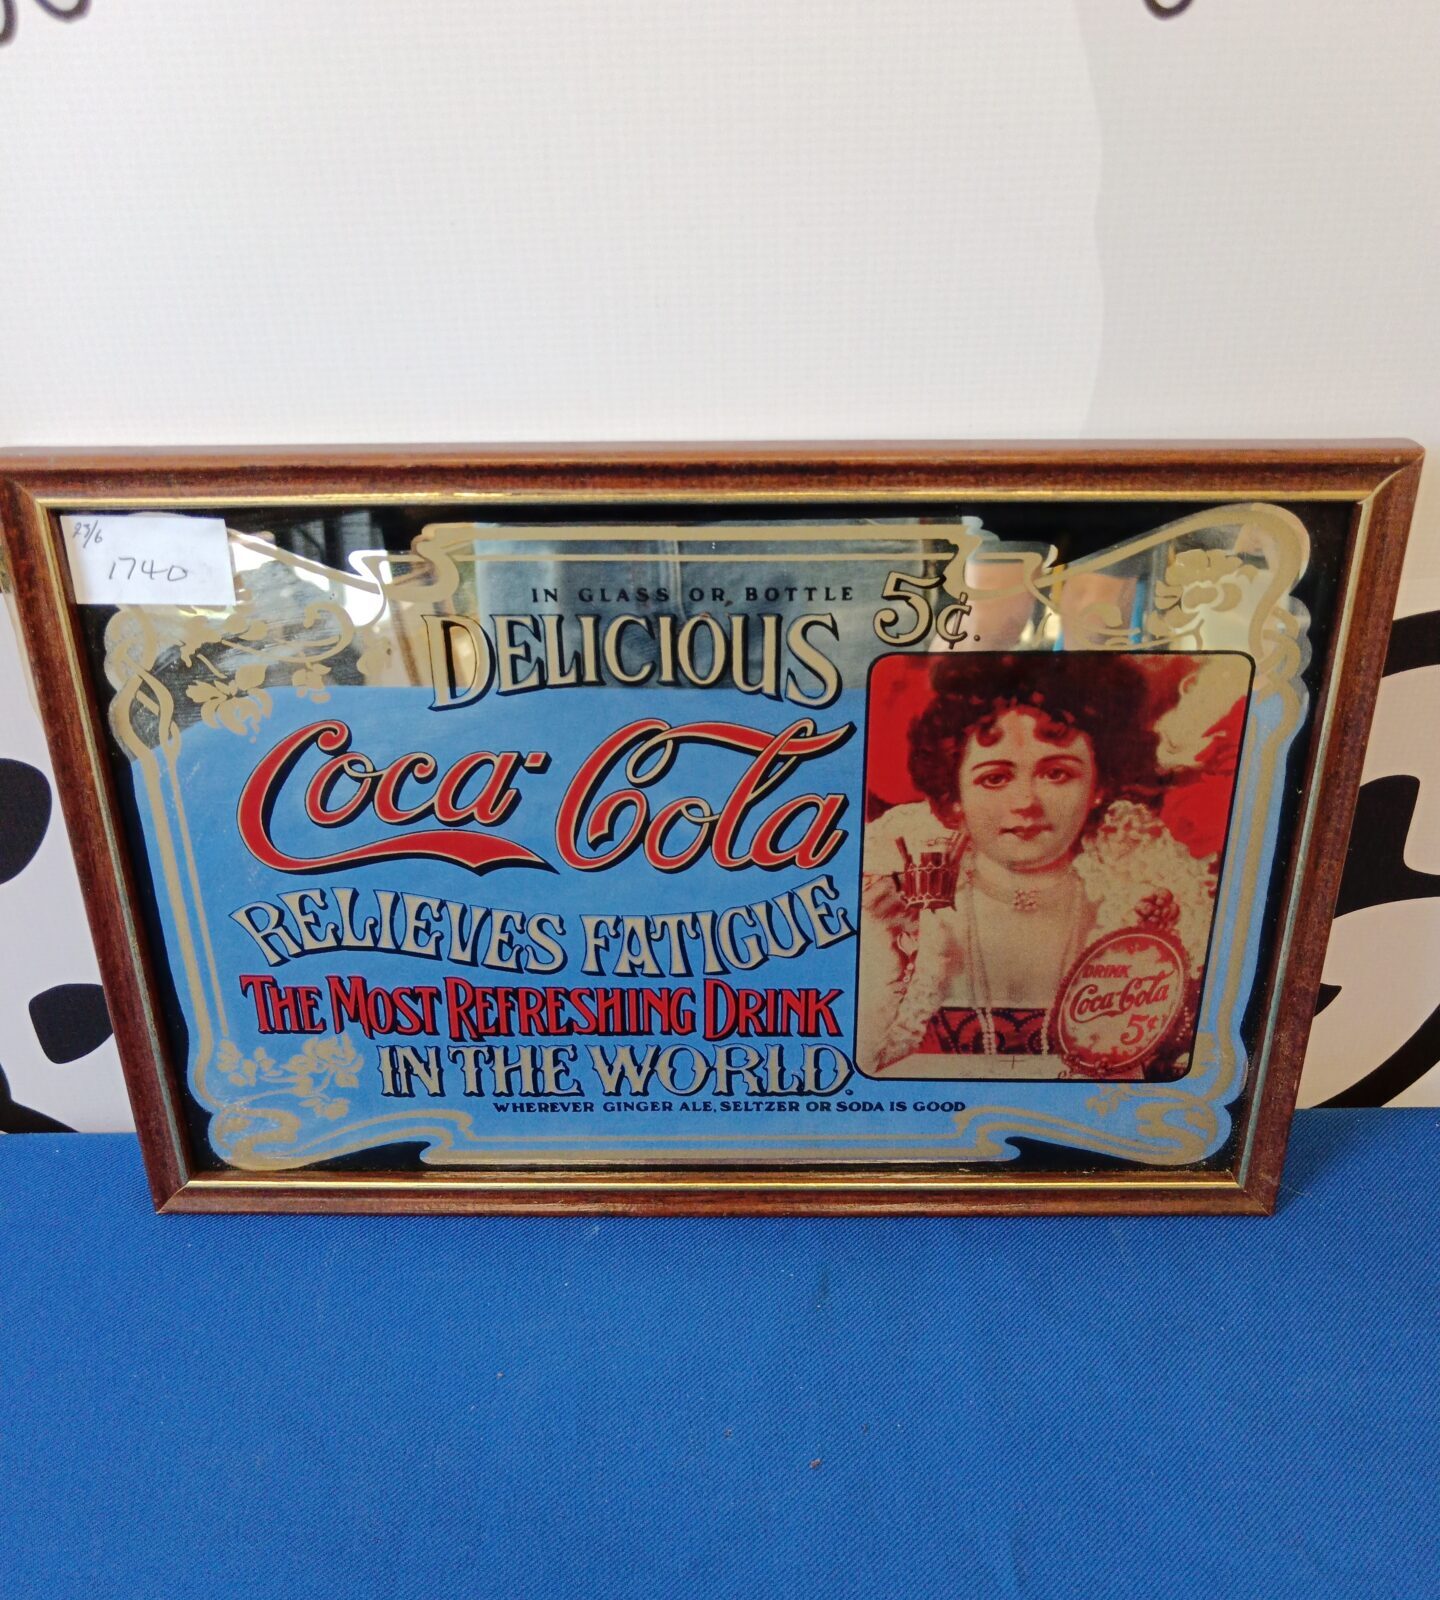 23/6
1740
IN GLASS OR BOTTLE
5¢.
DELICIOUS
Coca-Cola
RELIEVES FATIGUE
THE MOST REFRESHING DRINK
IN THE WORLD.
WHEREVER GINGER ALE, SELTZER OR SODA IS GOOD
DRINK
Coca-Cola
5¢